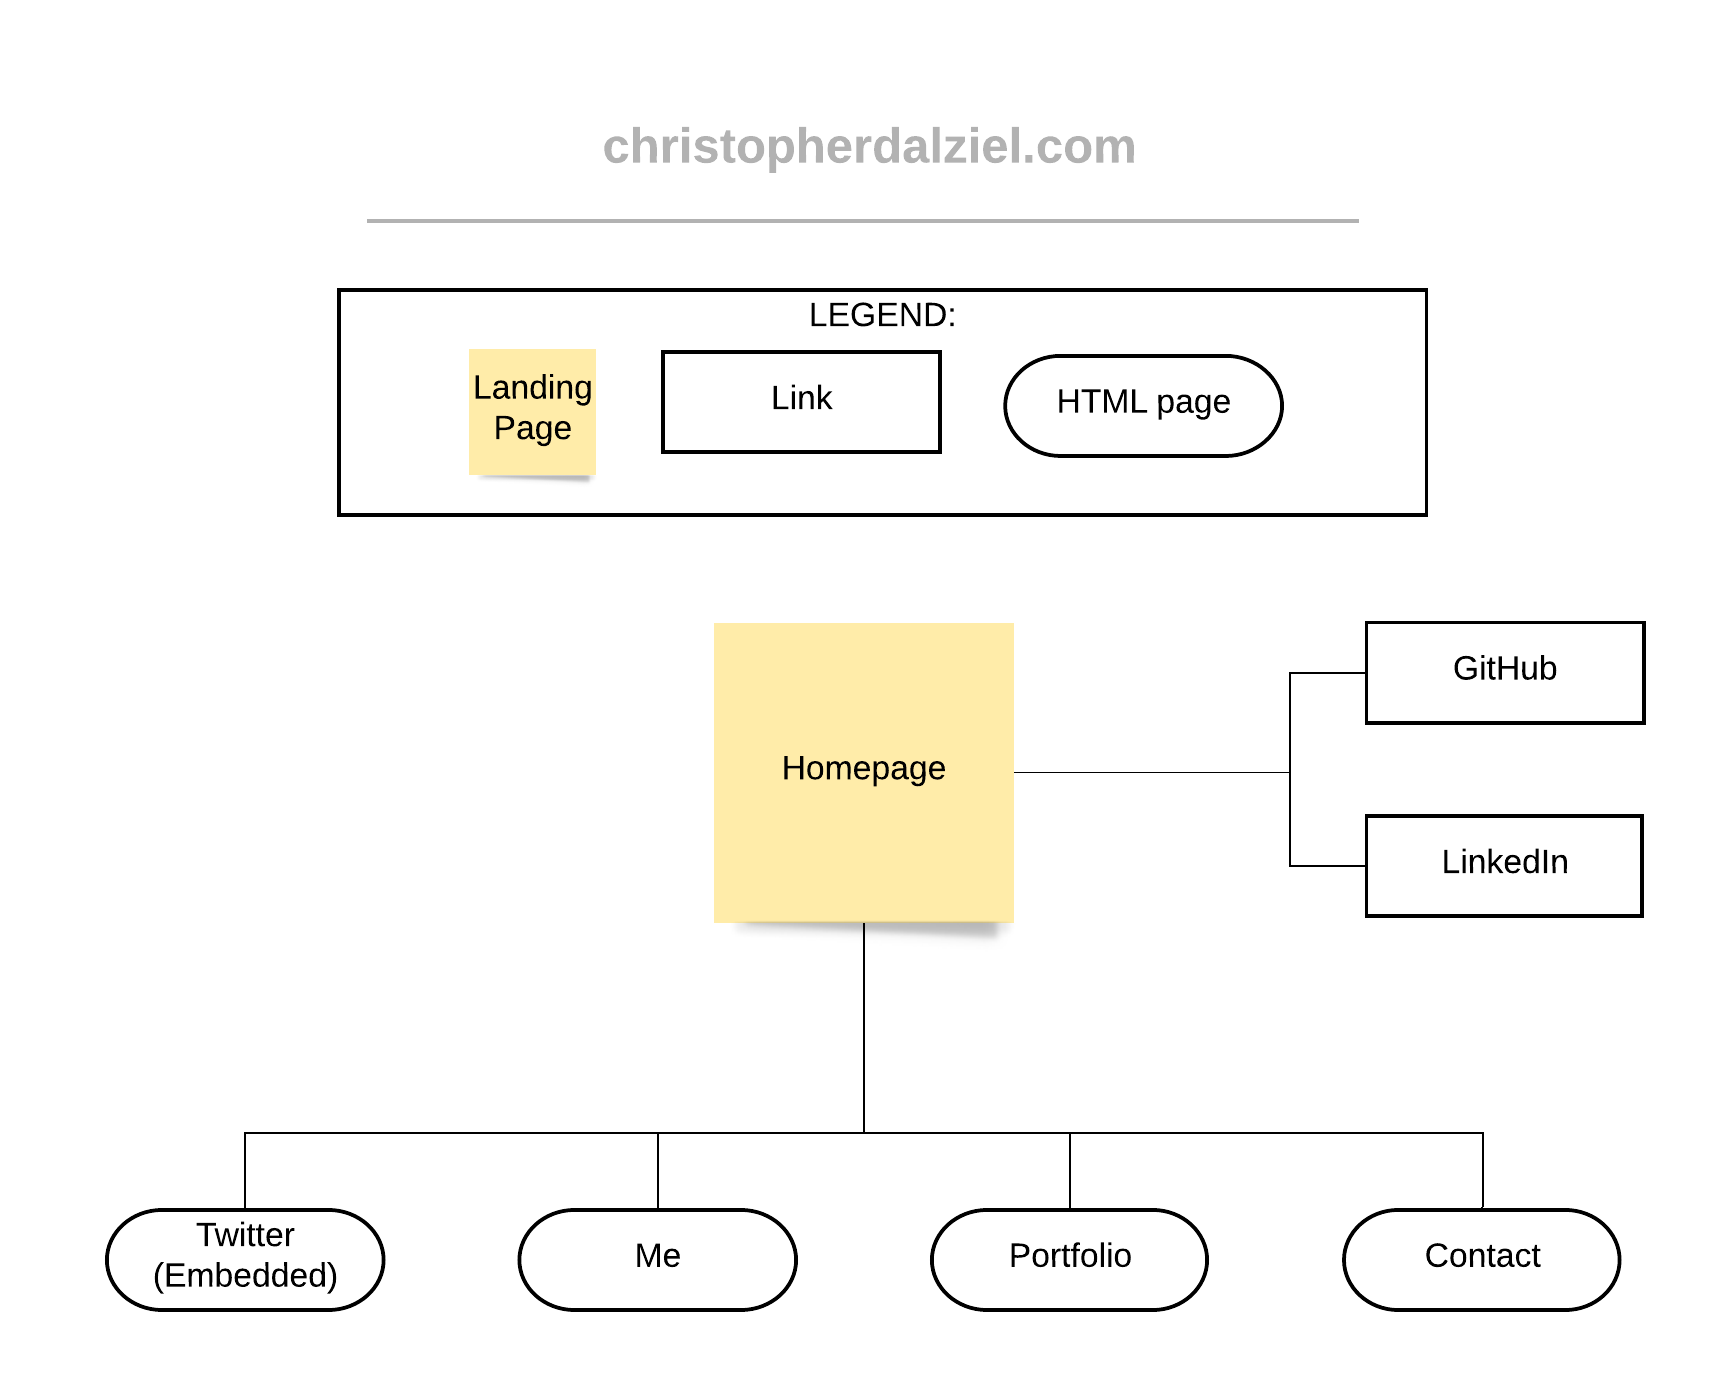 christopherdalziel.com
LEGEND:
Landing
Page
Link
HTML page
Homepage
GitHub
LinkedIn
Twitter
(Embedded)
Me
Portfolio
Contact